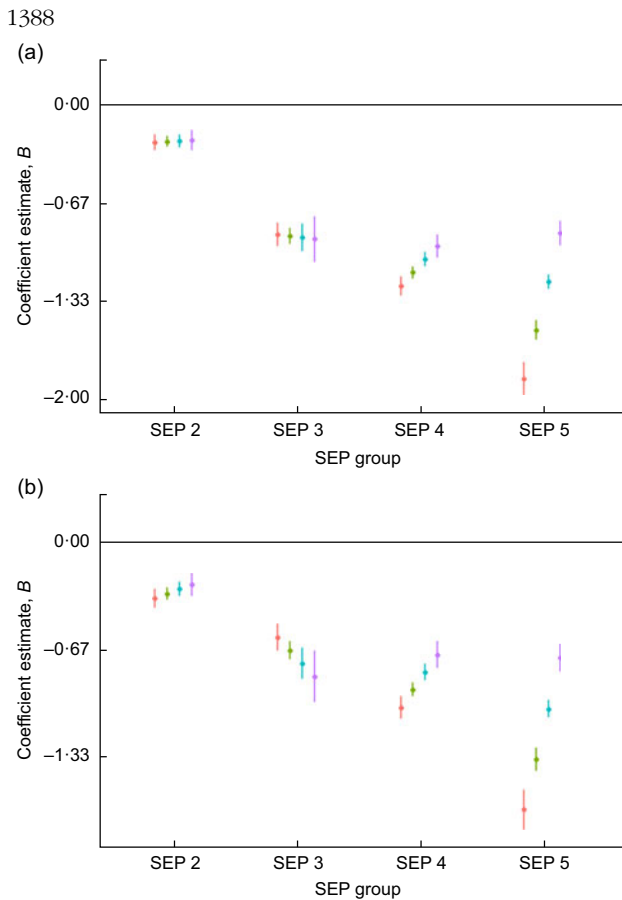 1388
(a)
0·00
–0·67
–1·33
–2·00
Coefficient estimate, B
SEP 2 SEP 3 SEP 4 SEP 5
SEP group
(b)
0·00
–0·67
–1·33
Coefficient estimate, B
SEP 2 SEP 3 SEP 4 SEP 5
SEP group